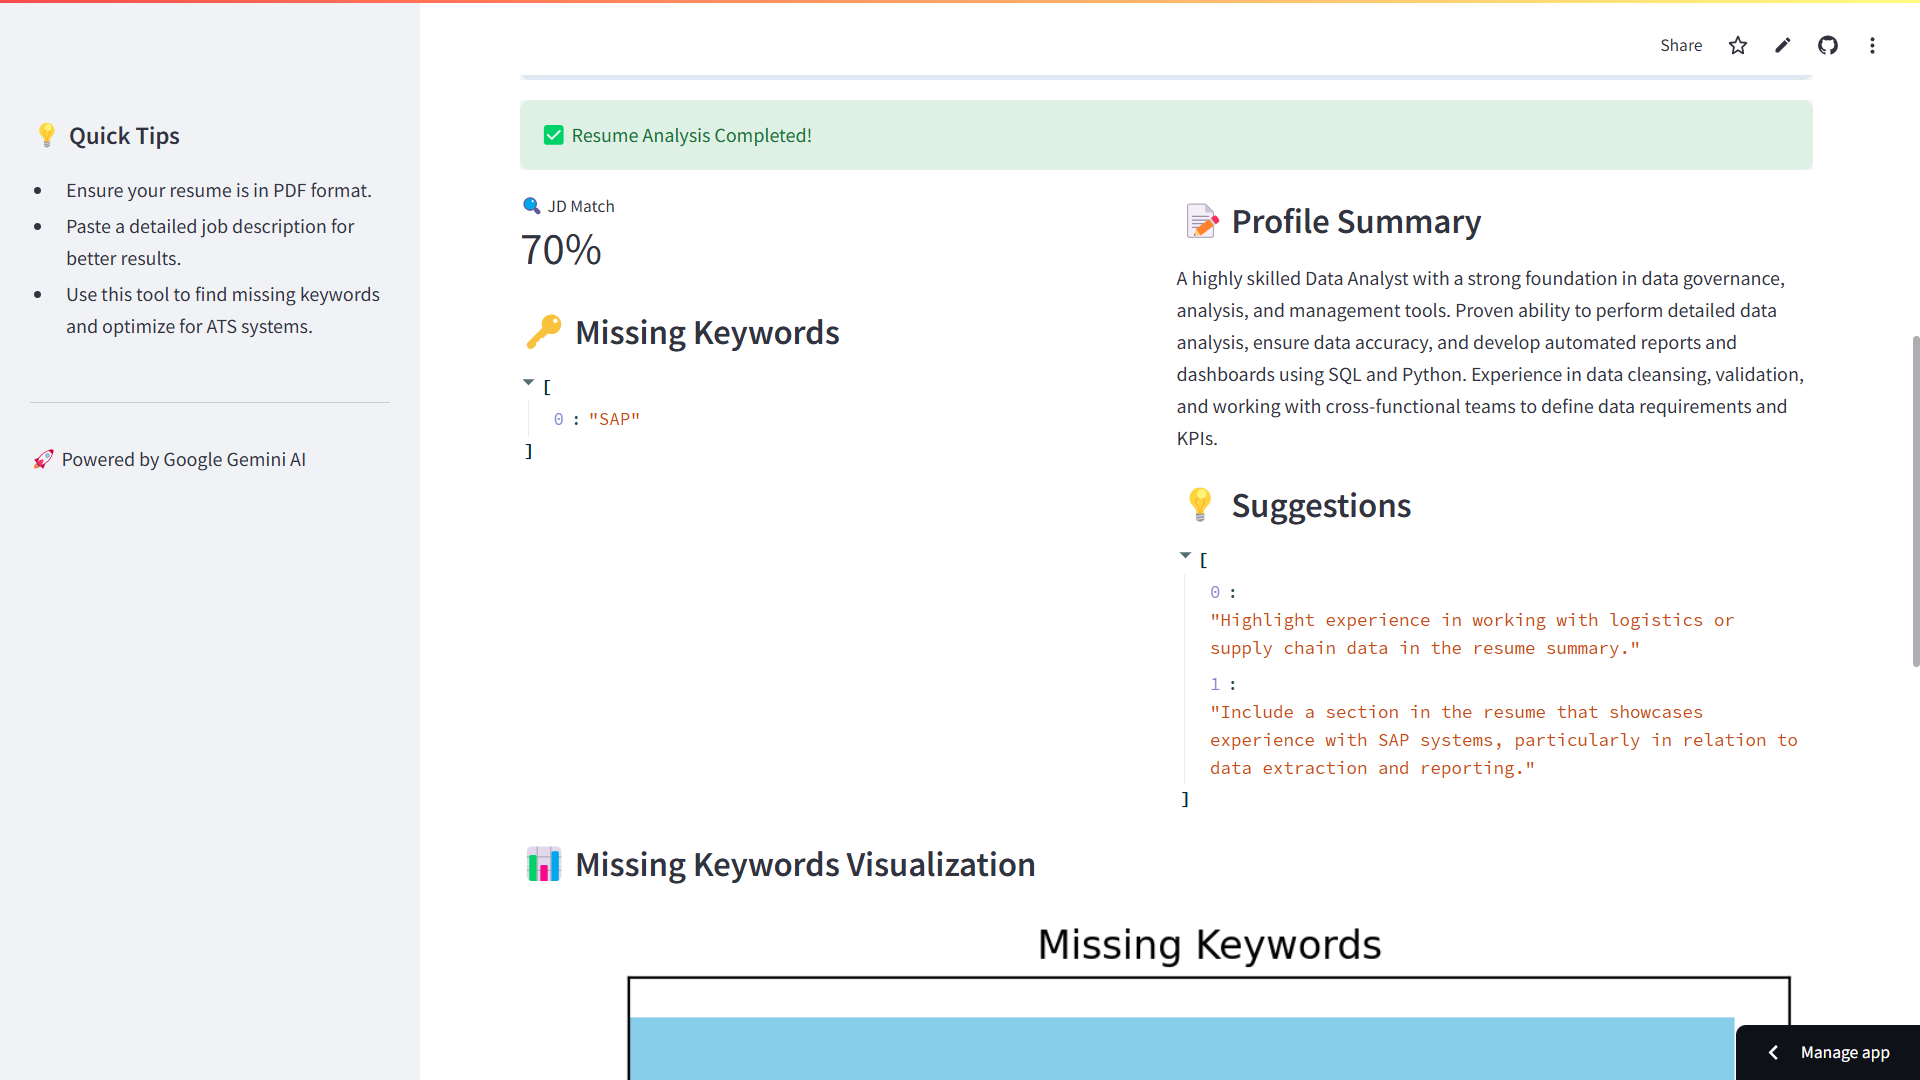 Share
💡 Quick Tips
• Ensure your resume is in PDF format.
• Paste a detailed job description for
better results.
• Use this tool to find missing keywords
and optimize for ATS systems.
🚀 Powered by Google Gemini AI
✅ Resume Analysis Completed!
🔍 JD Match
70%
🔑 Missing Keywords
[
0 : "SAP"
]
📝 Profile Summary
A highly skilled Data Analyst with a strong foundation in data governance,
analysis, and management tools. Proven ability to perform detailed data
analysis, ensure data accuracy, and develop automated reports and
dashboards using SQL and Python. Experience in data cleansing, validation,
and working with cross-functional teams to define data requirements and
KPIs.
💡 Suggestions
[
0 :
"Highlight experience in working with logistics or
supply chain data in the resume summary."
1 :
"Include a section in the resume that showcases
experience with SAP systems, particularly in relation to
data extraction and reporting."
]
📊 Missing Keywords Visualization
Missing Keywords
Manage app